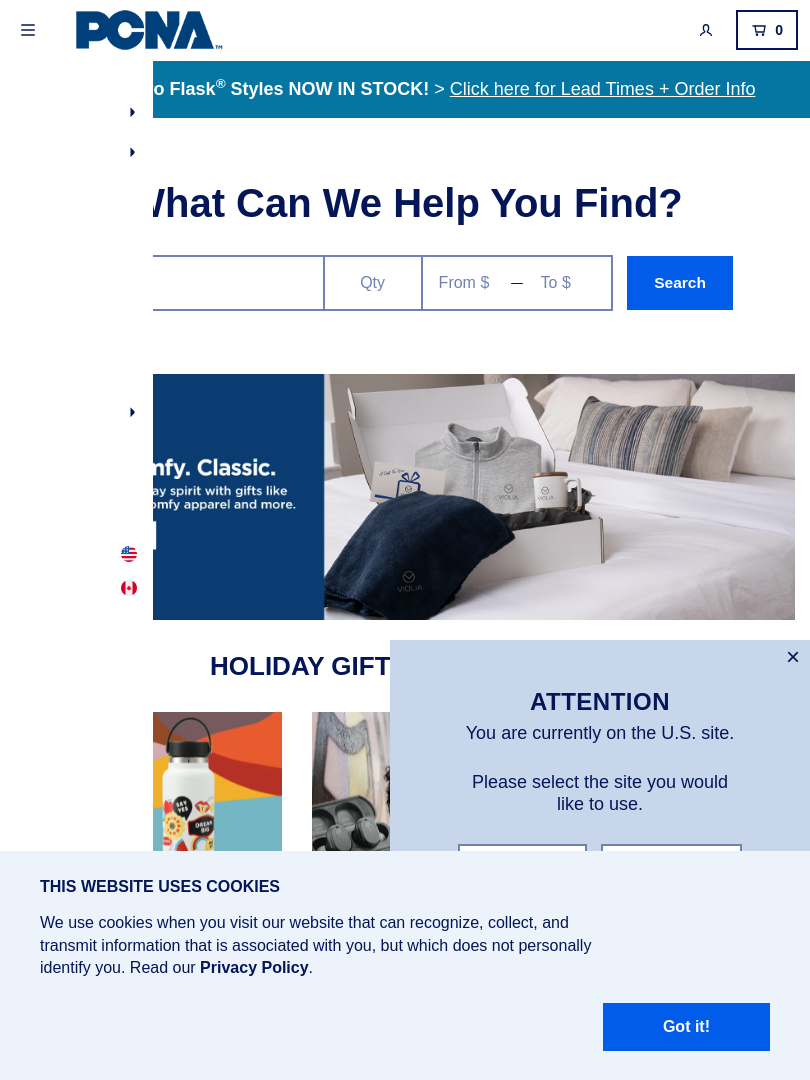 PCNA™
0
o Flask® Styles NOW IN STOCK! > Click here for Lead Times + Order Info
What Can We Help You Find?
Qty
From $ — To $
Search
mfy. Classic.
ay spirit with gifts like
omfy apparel and more.
VIOLIA
VIOLIA
VIOLIA
HOLIDAY GIFT
SAY YES
DREAM BIG
×
ATTENTION
You are currently on the U.S. site.
Please select the site you would
like to use.
THIS WEBSITE USES COOKIES
We use cookies when you visit our website that can recognize, collect, and
transmit information that is associated with you, but which does not personally
identify you. Read our Privacy Policy.
Got it!